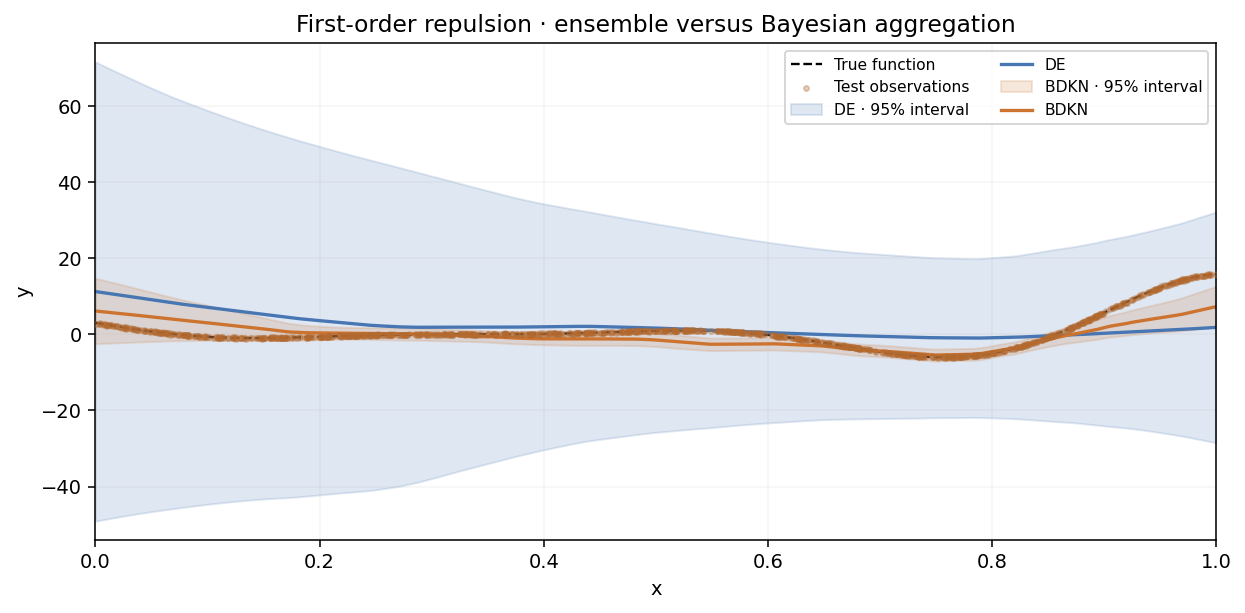 First-order repulsion · ensemble versus Bayesian aggregation
True function
Test observations
DE · 95% interval
DE
BDKN · 95% interval
BDKN
y
60
40
20
0
−20
−40
0.0 0.2 0.4 0.6 0.8 1.0
x